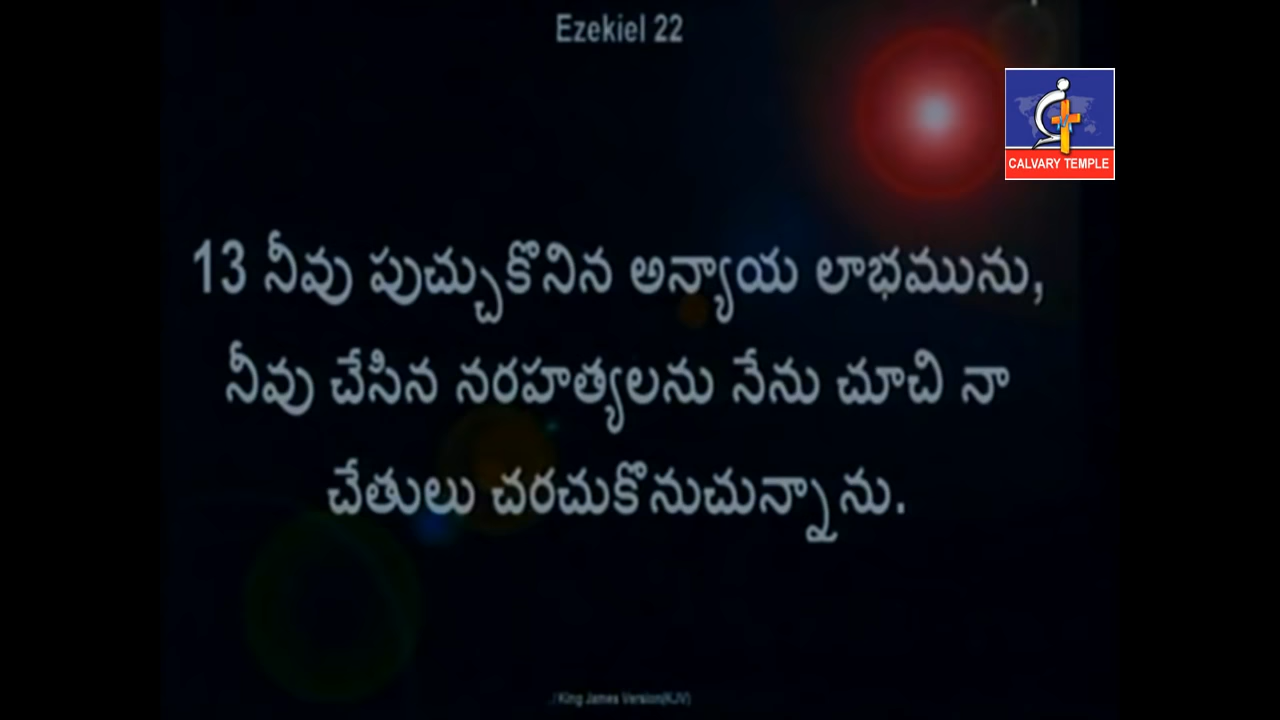 Ezekiel 22
CALVARY TEMPLE
13 నీవు పుచ్చుకొనిన అన్యాయ లాభమును,
నీవు చేసిన నరహత్యలను నేను చూచి నా
చేతులు చరచుకొనుచున్నాను.
/ King James Version(KJV)